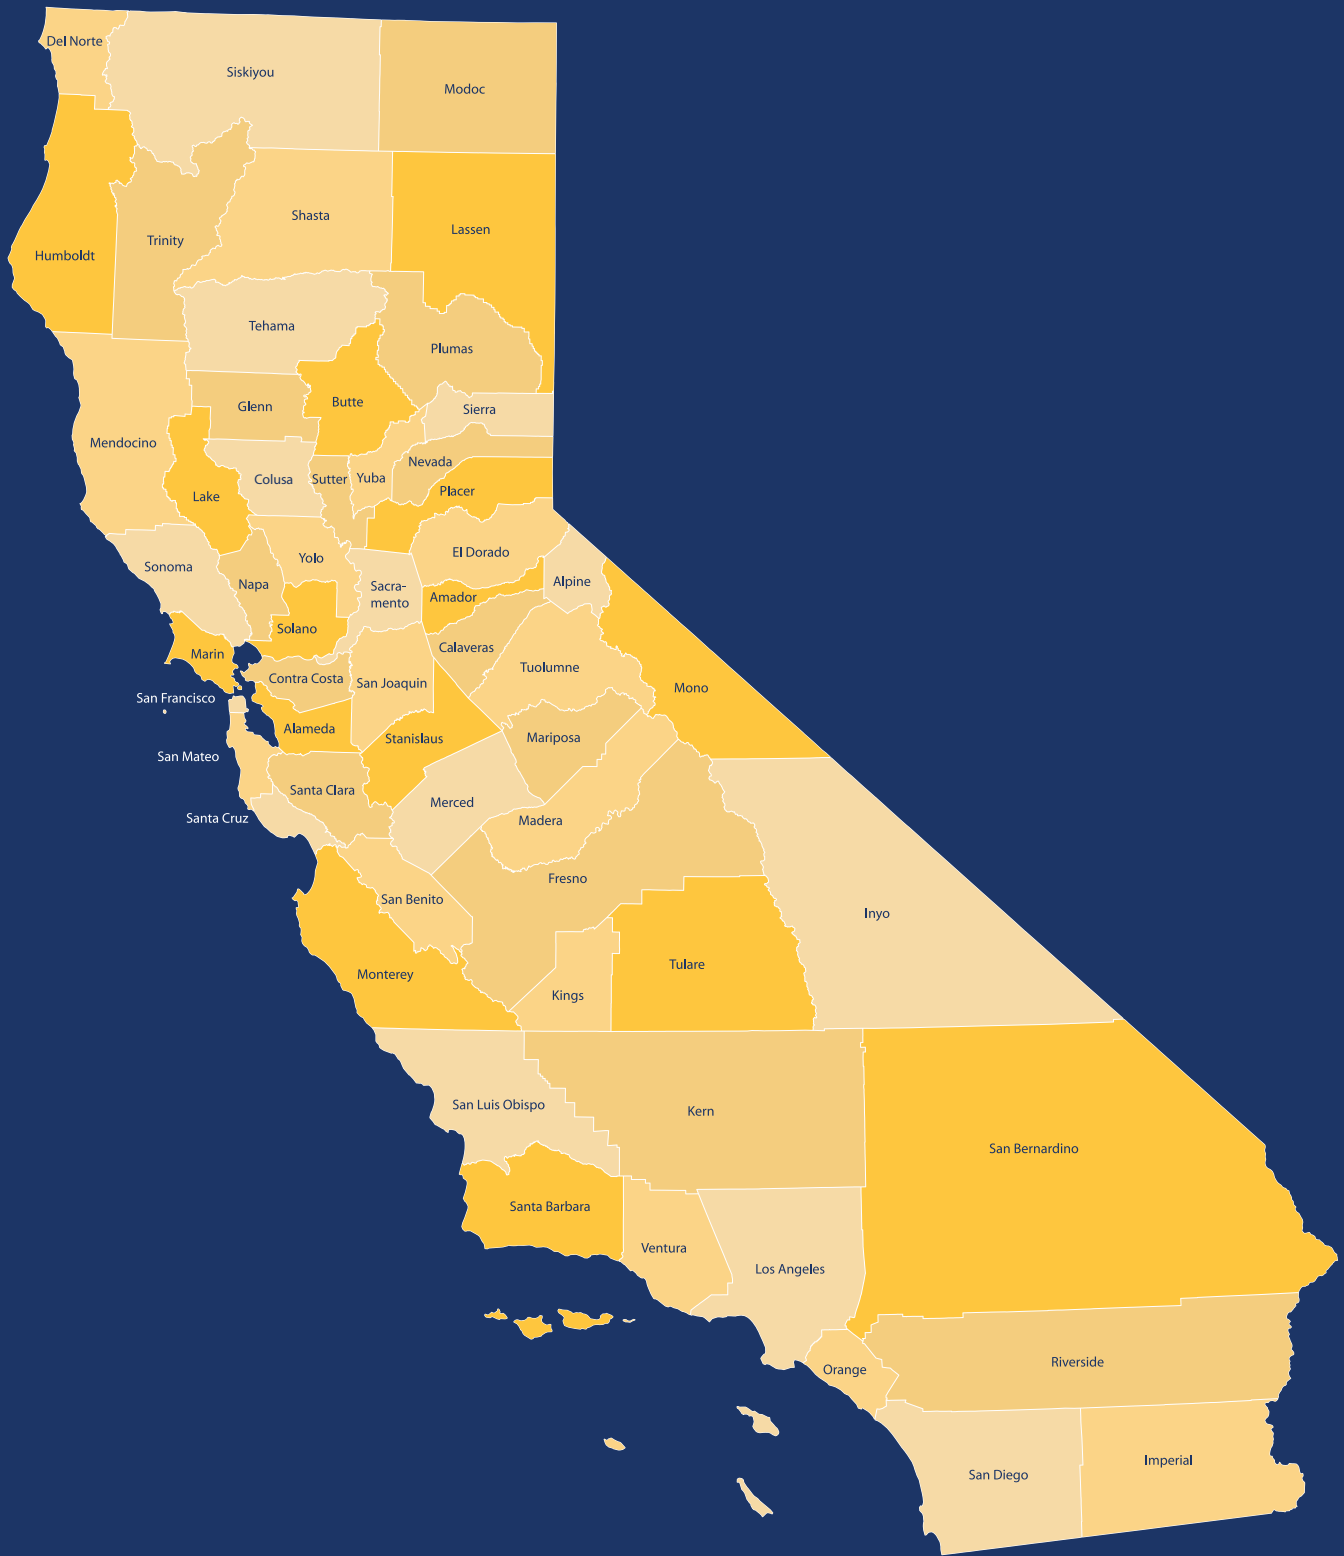 Del Norte
Siskiyou
Modoc
Humboldt
Trinity
Shasta
Lassen
Tehama
Plumas
Butte
Glenn
Sierra
Mendocino
Nevada
Colusa
Sutter
Yuba
Placer
Lake
El Dorado
Yolo
Sonoma
Napa
Sacra-
mento
Alpine
Amador
Solano
Calaveras
Marin
Tuolumne
Contra Costa
San Joaquin
Mono
San Francisco
Alameda
Stanislaus
Mariposa
San Mateo
Santa Clara
Merced
Santa Cruz
Madera
Fresno
San Benito
Inyo
Tulare
Monterey
Kings
San Luis Obispo
Kern
San Bernardino
Santa Barbara
Ventura
Los Angeles
Riverside
Orange
Imperial
San Diego